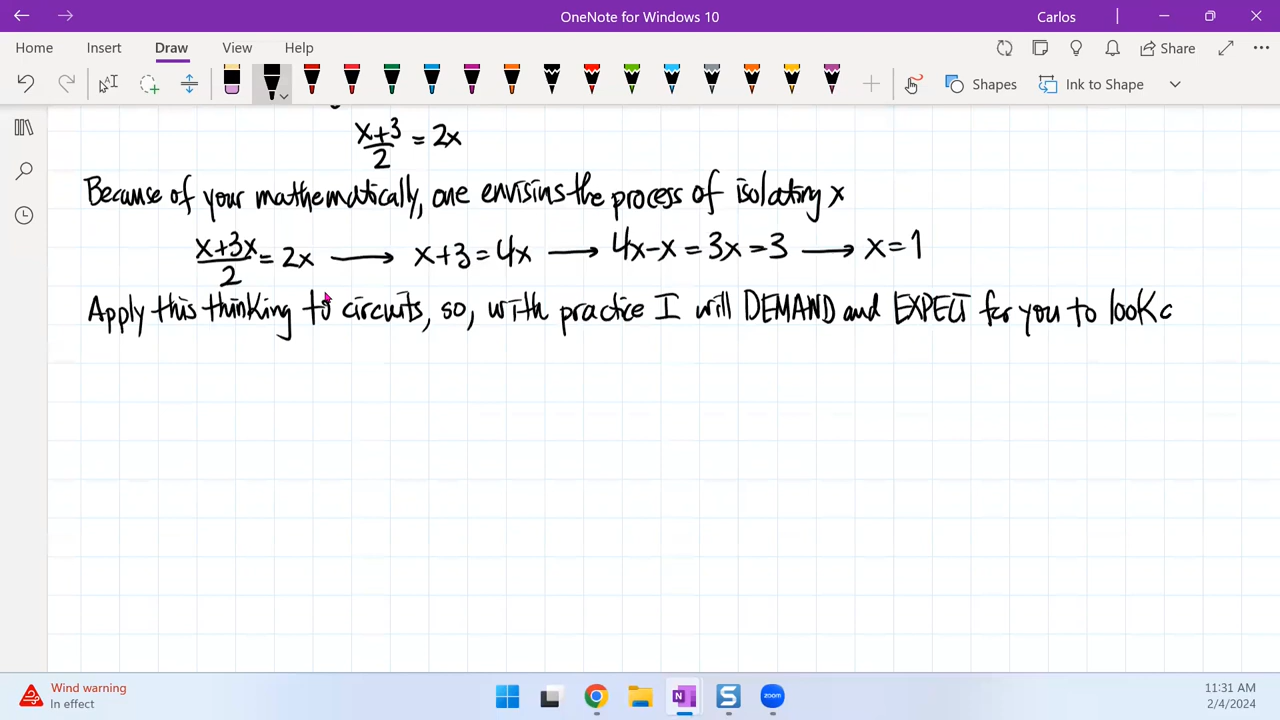 OneNote for Windows 10
Carlos
Home Insert Draw View Help
Share
Shapes
Ink to Shape
x+3/2 = 2x
Because of your mathematically, one envisins the process of isolating x
x+3x/2 = 2x → x+3=4x → 4x-x=3x=3 → x=1
Apply this thinking to circuits, so, with practice I will DEMAND and EXPECT for you to look c
Wind warning
In effect
zoom
11:31 AM
2/4/2024